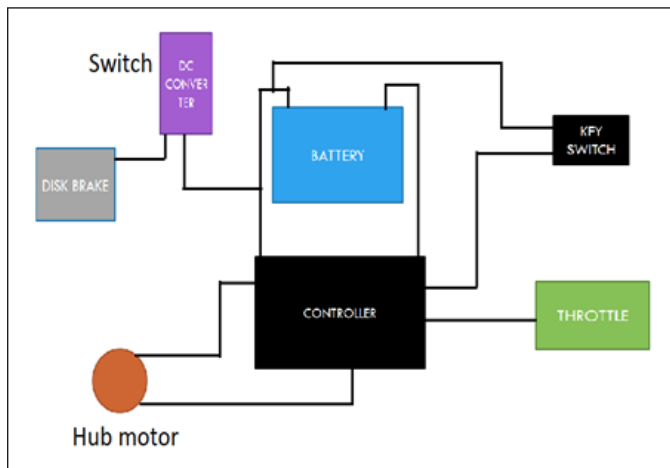 Switch
DC
CONVER
TER
BATTERY
KEY
SWITCH
DISK BRAKE
CONTROLLER
THROTTLE
Hub motor